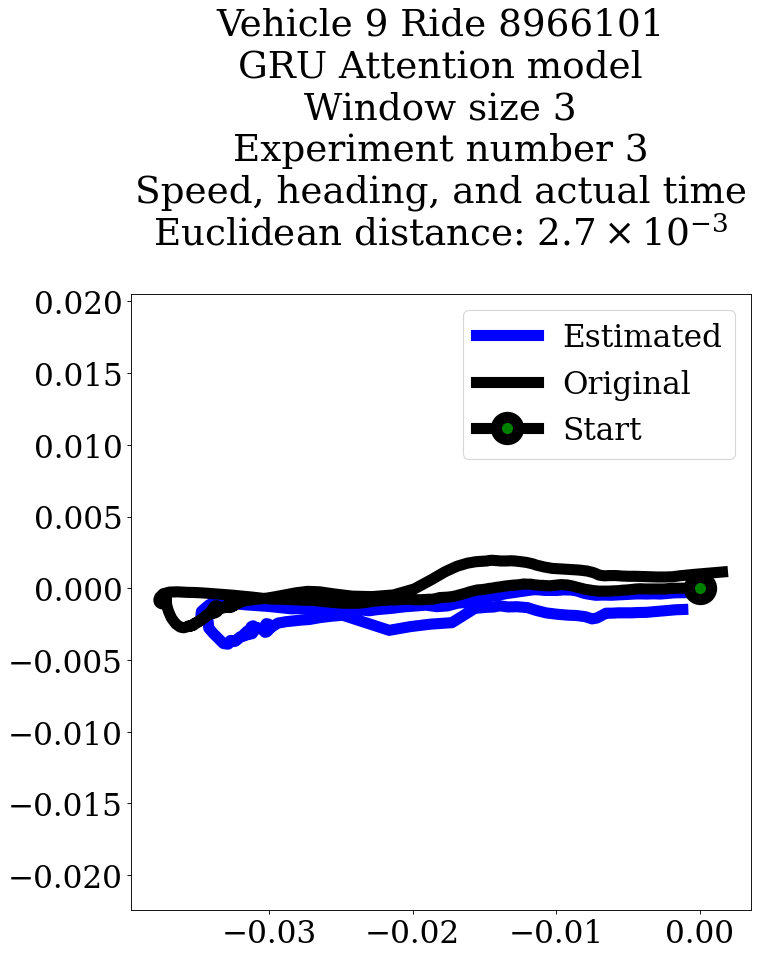 Vehicle 9 Ride 8966101
GRU Attention model
Window size 3
Experiment number 3
Speed, heading, and actual time
Euclidean distance: 2.7 × 10⁻³
Estimated
Original
Start
0.020
0.015
0.010
0.005
0.000
−0.005
−0.010
−0.015
−0.020
−0.03
−0.02
−0.01
0.00